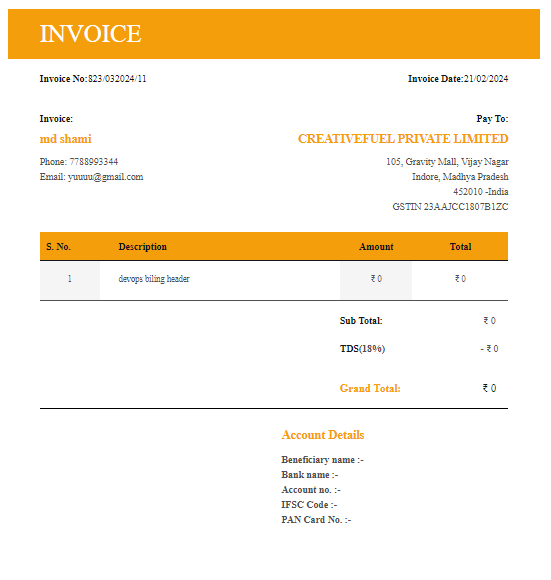 INVOICE
Invoice No:823/032024/11 Invoice Date:21/02/2024
Invoice: Pay To:
md shami CREATIVEFUEL PRIVATE LIMITED
Phone: 7788993344 105, Gravity Mall, Vijay Nagar
Email: yuuuu@gmail.com Indore, Madhya Pradesh
452010 -India
GSTIN 23AAJCC1807B1ZC
S. No. Description Amount Total
1 devops biling header ₹ 0 ₹ 0
Sub Total: ₹ 0
TDS(18%) - ₹ 0
Grand Total: ₹ 0
Account Details
Beneficiary name :-
Bank name :-
Account no. :-
IFSC Code :-
PAN Card No. :-